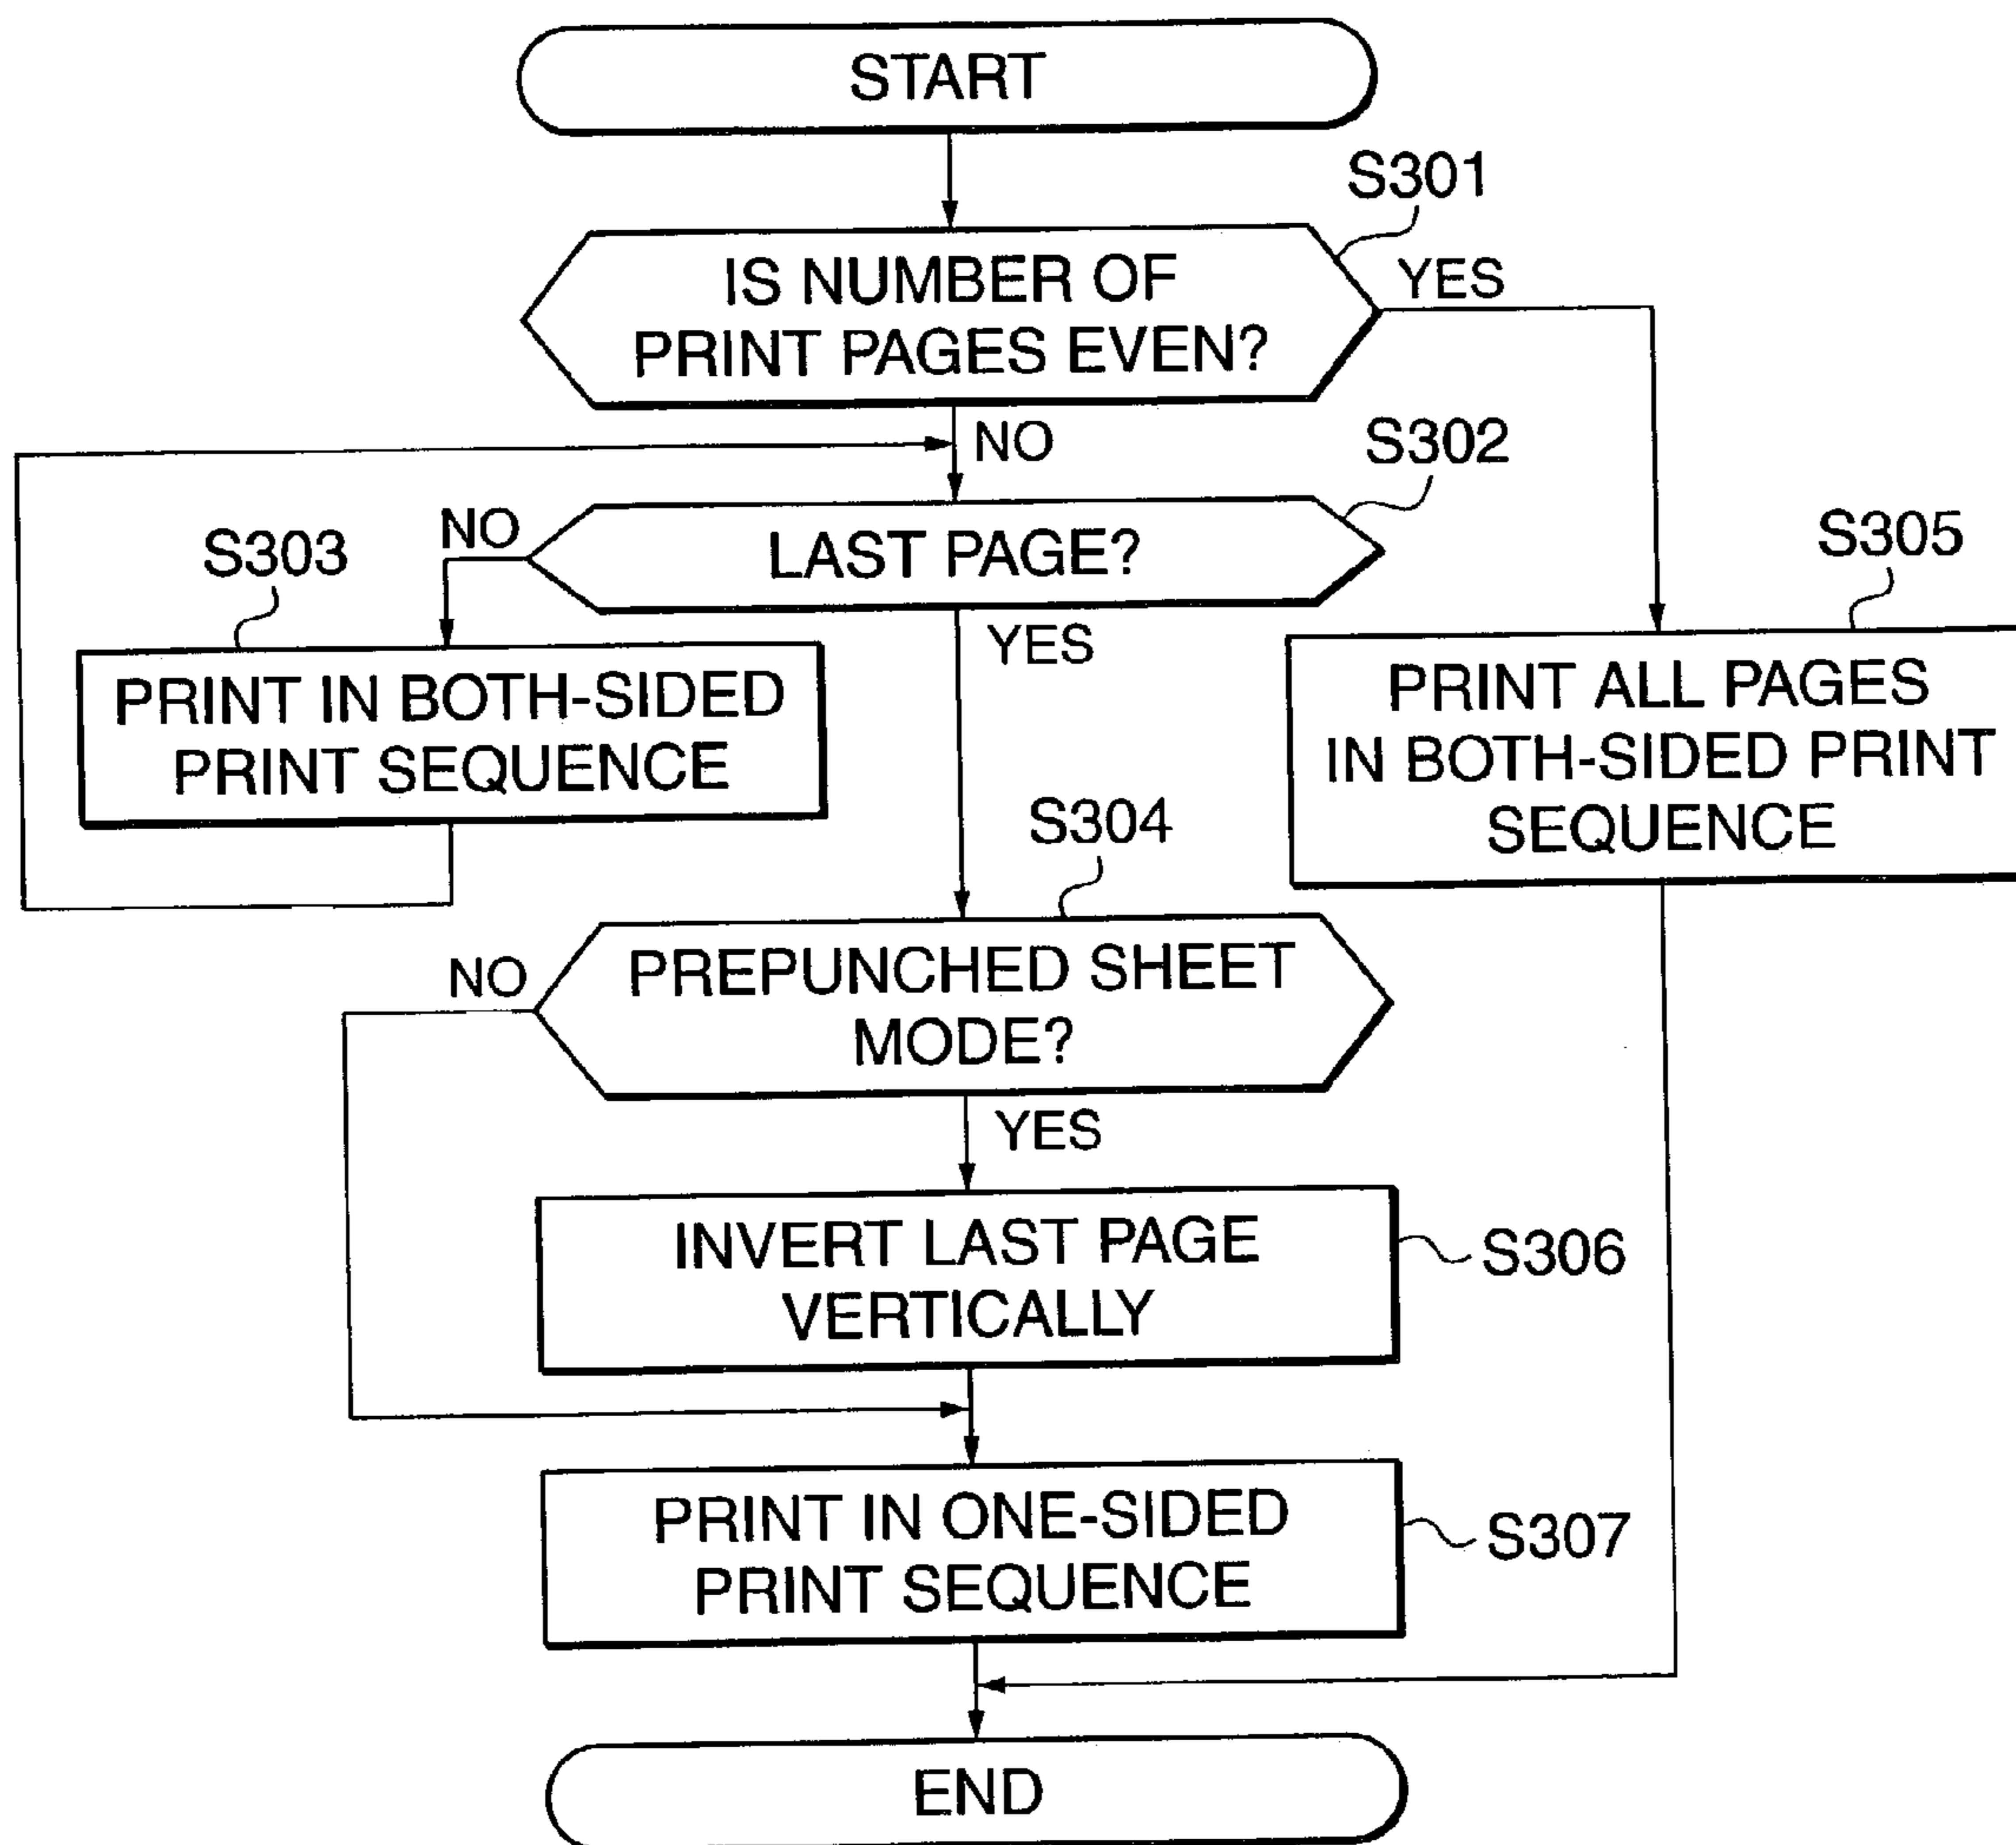 START
S301
IS NUMBER OF
PRINT PAGES EVEN?
YES
NO
S302
LAST PAGE?
NO
YES
S303
PRINT IN BOTH-SIDED
PRINT SEQUENCE
S305
PRINT ALL PAGES
IN BOTH-SIDED PRINT
SEQUENCE
S304
PREPUNCHED SHEET
MODE?
NO
YES
INVERT LAST PAGE
VERTICALLY
S306
PRINT IN ONE-SIDED
PRINT SEQUENCE
S307
END